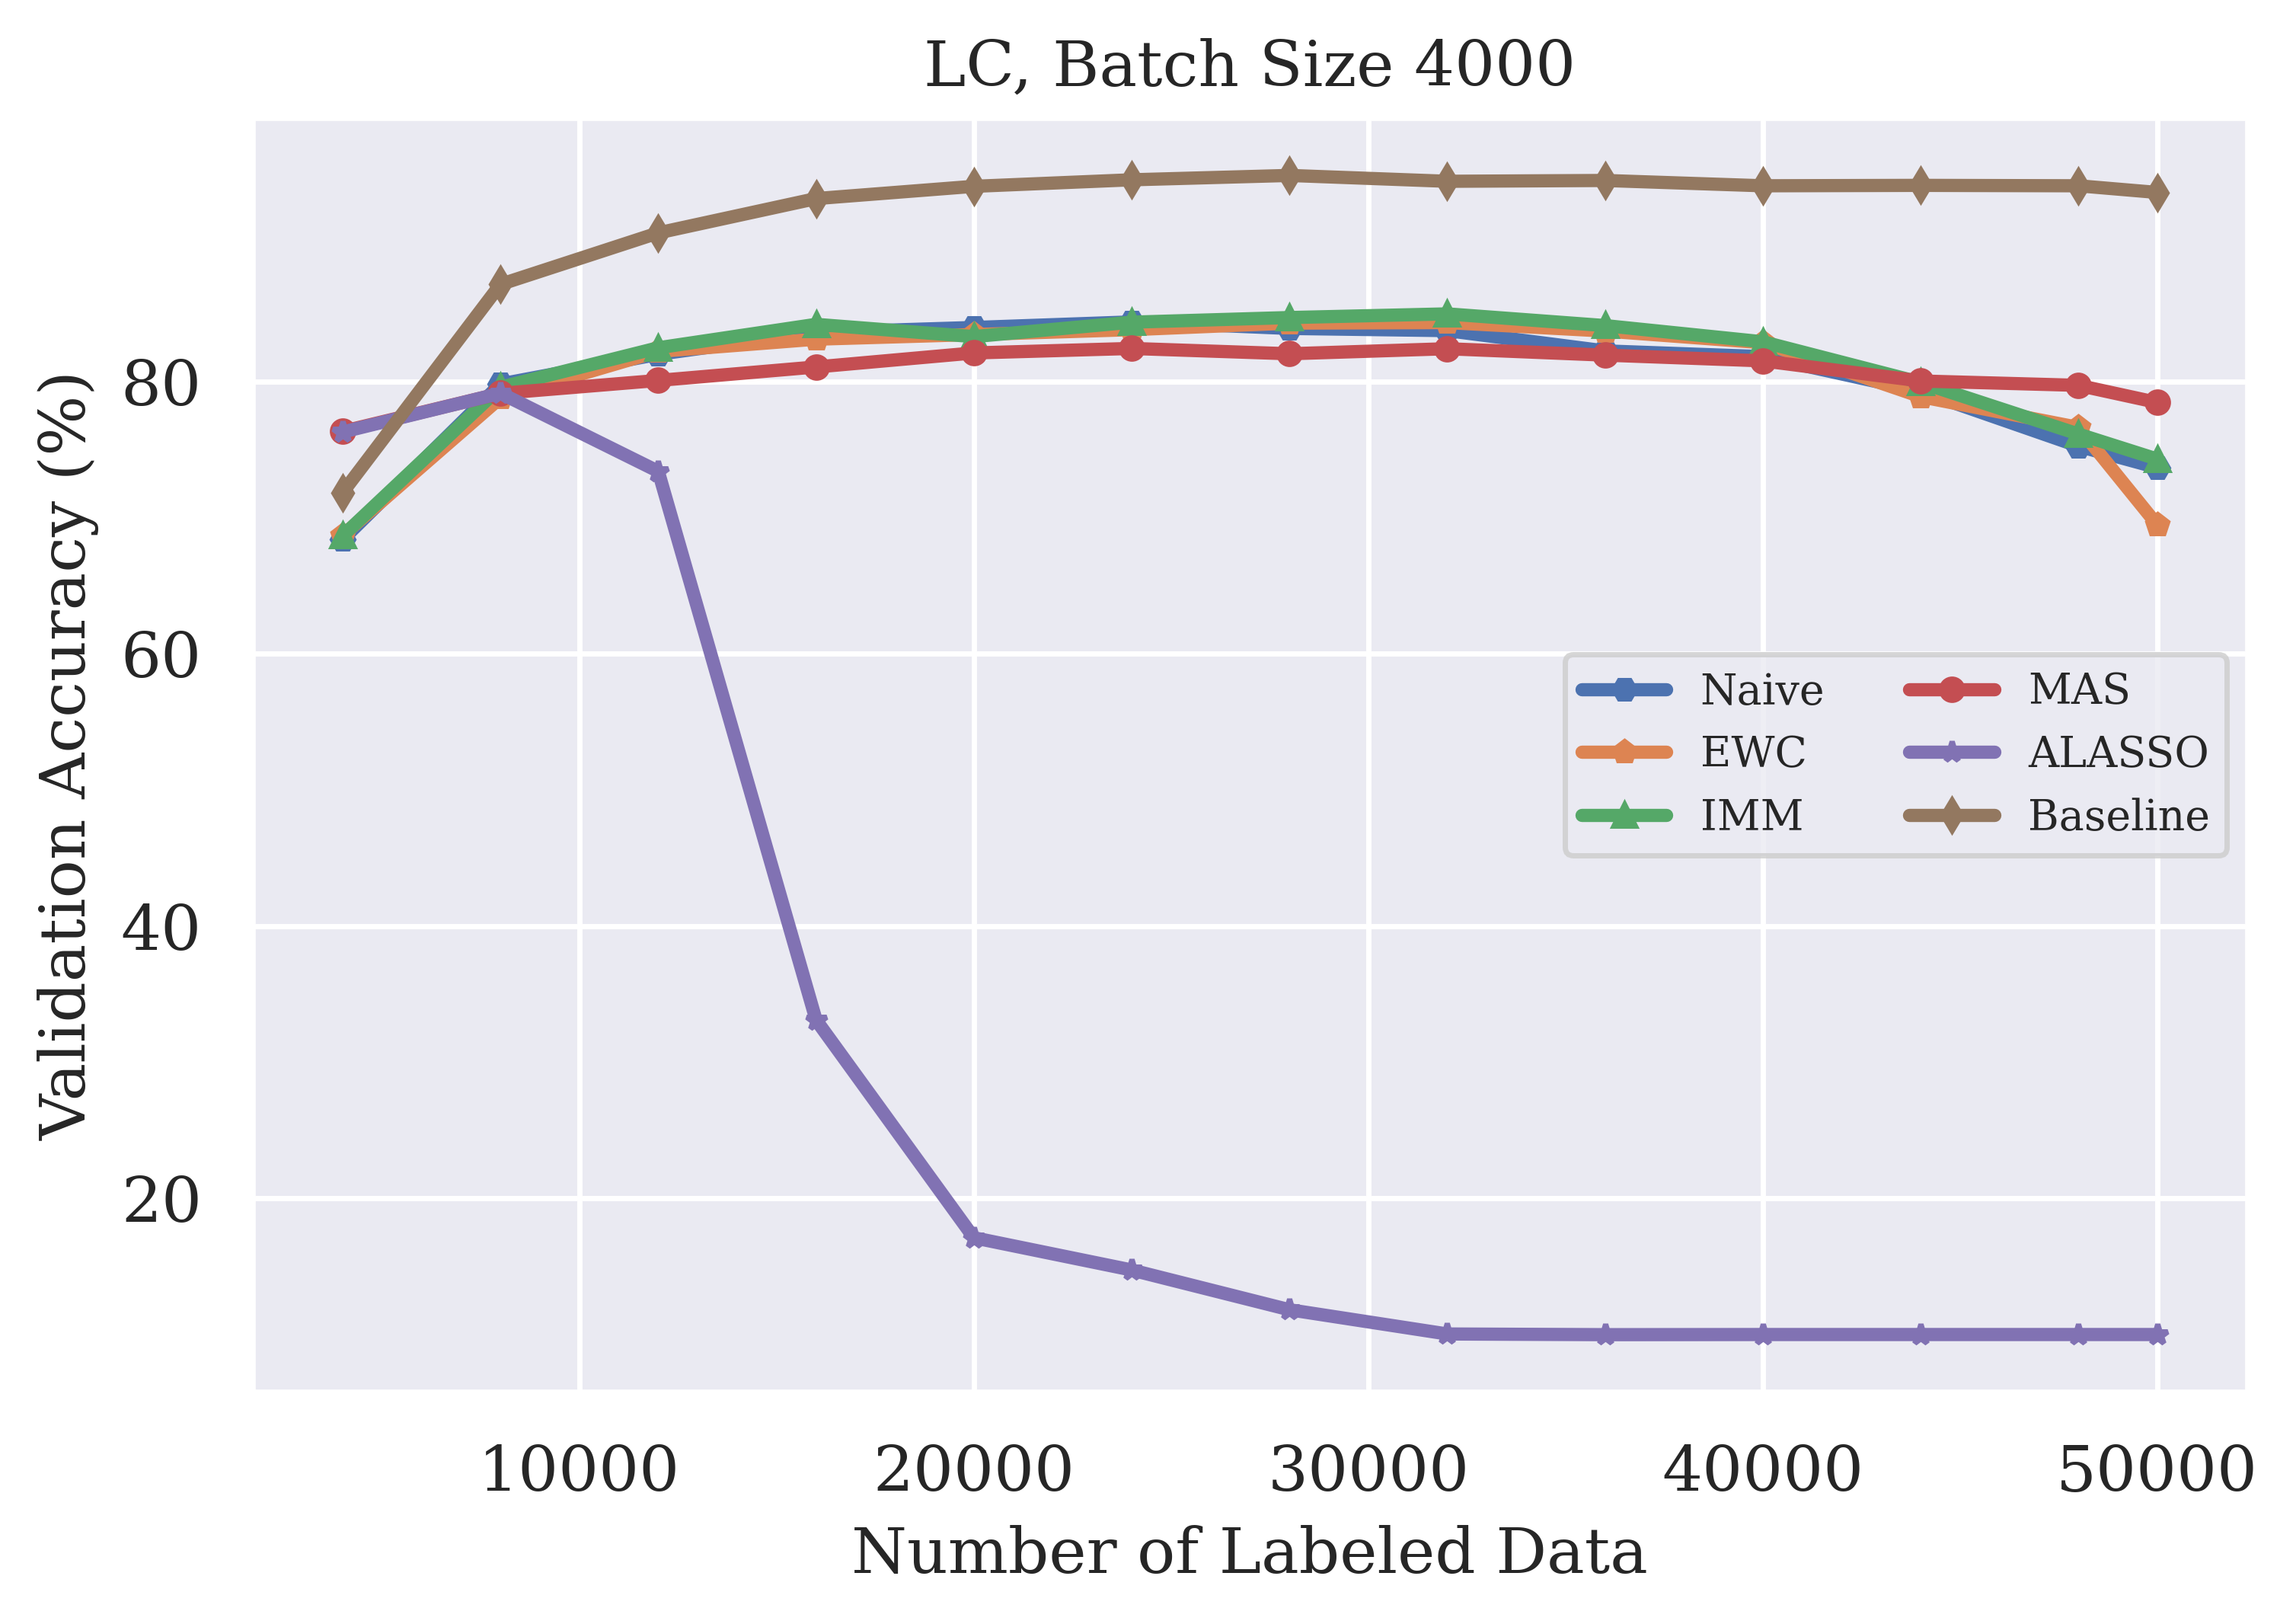 LC, Batch Size 4000
Validation Accuracy (%)
80
60
40
20
Naive
EWC
IMM
MAS
ALASSO
Baseline
10000 20000 30000 40000 50000
Number of Labeled Data